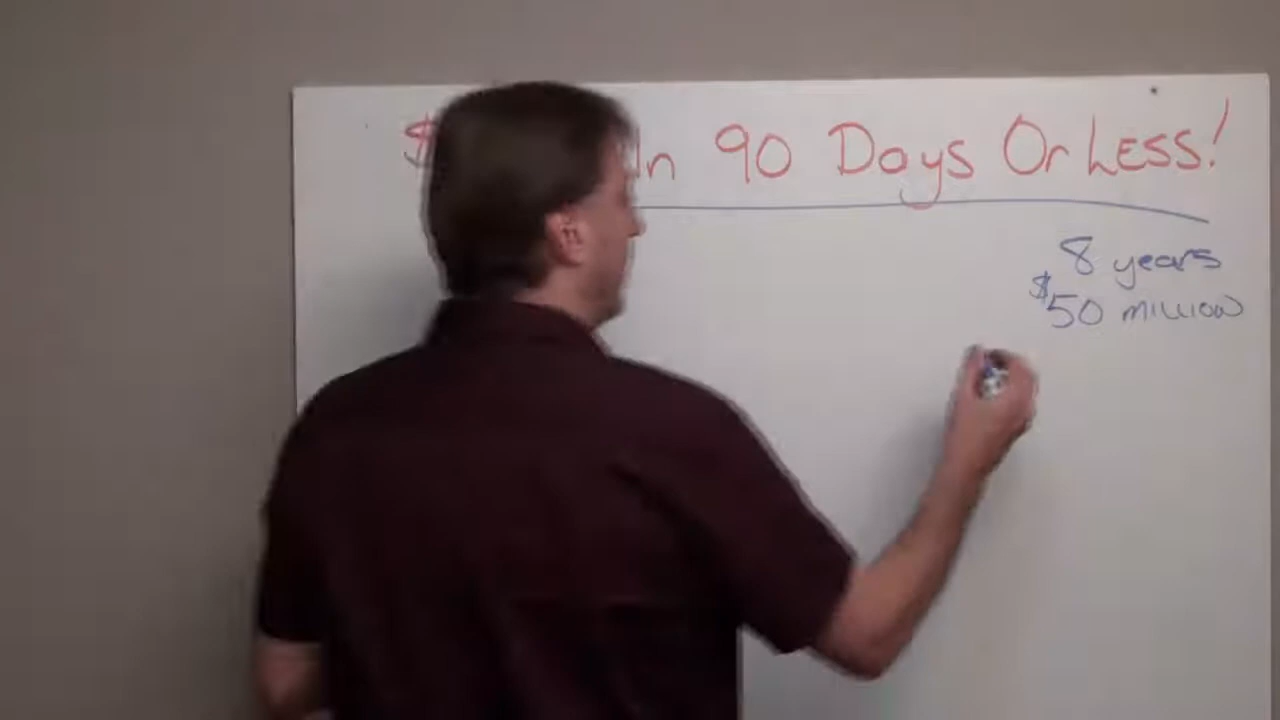 $ In 90 Days Or Less!
8 years
$50 million